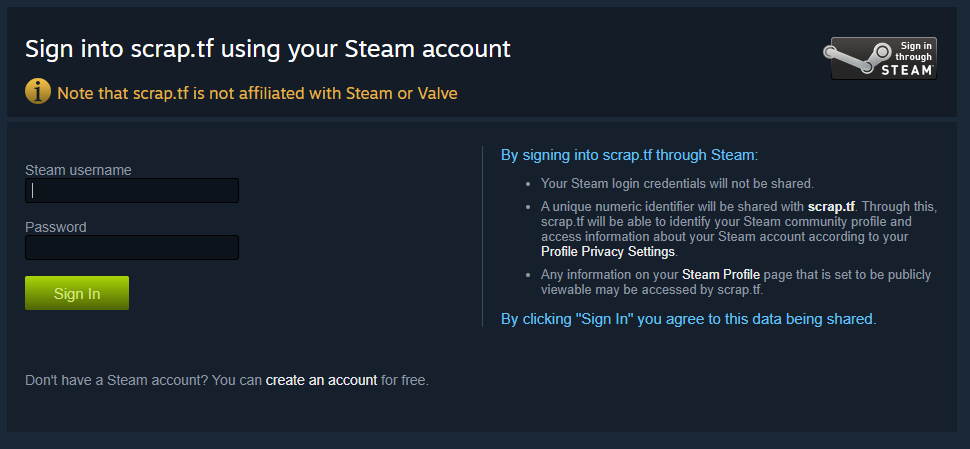 Sign into scrap.tf using your Steam account
Sign in
through
STEAM™
Note that scrap.tf is not affiliated with Steam or Valve
Steam username
Password
Sign In
By signing into scrap.tf through Steam:
• Your Steam login credentials will not be shared.
• A unique numeric identifier will be shared with scrap.tf. Through this,
scrap.tf will be able to identify your Steam community profile and
access information about your Steam account according to your
Profile Privacy Settings.
• Any information on your Steam Profile page that is set to be publicly
viewable may be accessed by scrap.tf.
By clicking "Sign In" you agree to this data being shared.
Don't have a Steam account? You can create an account for free.